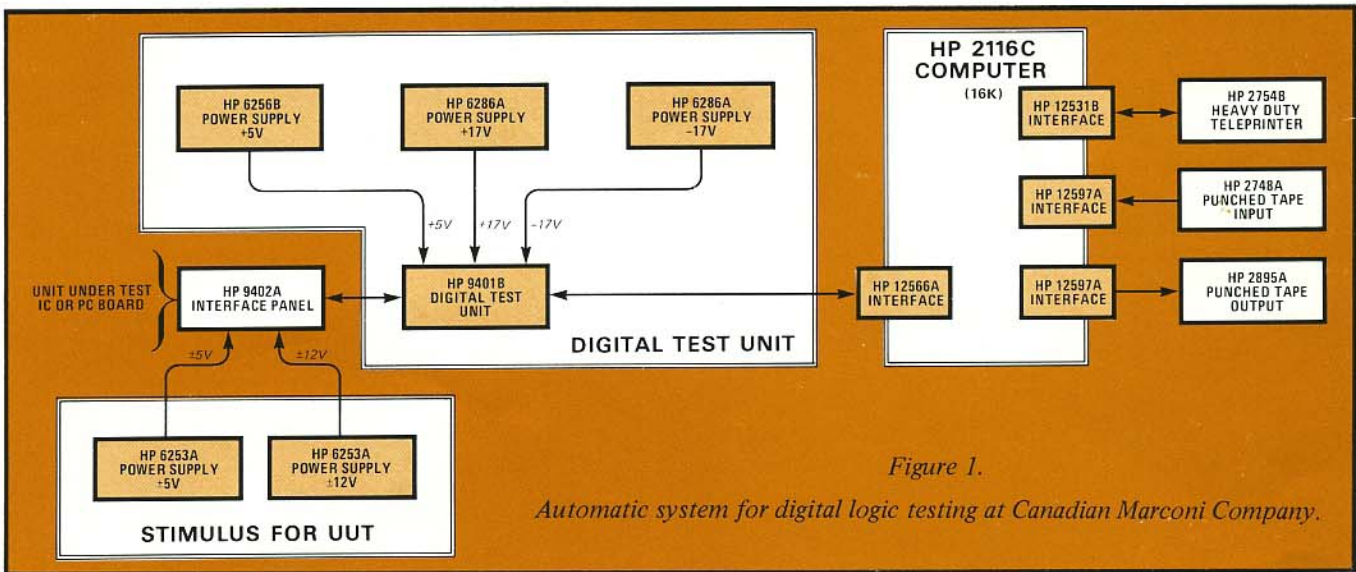 HP 6256B
POWER SUPPLY
+5V
HP 6286A
POWER SUPPLY
+17V
HP 6286A
POWER SUPPLY
-17V
+5V
+17V
-17V
UNIT UNDER TEST
IC OR PC BOARD
HP 9402A
INTERFACE PANEL
HP 9401B
DIGITAL TEST
UNIT
DIGITAL TEST UNIT
±5V
±12V
HP 6253A
POWER SUPPLY
±5V
HP 6253A
POWER SUPPLY
±12V
STIMULUS FOR UUT
HP 2116C
COMPUTER
(16K)
HP 12531B
INTERFACE
HP 2754B
HEAVY DUTY
TELEPRINTER
HP 12597A
INTERFACE
HP 2748A
PUNCHED TAPE
INPUT
HP 12566A
INTERFACE
HP 12597A
INTERFACE
HP 2895A
PUNCHED TAPE
OUTPUT
Figure 1.
Automatic system for digital logic testing at Canadian Marconi Company.